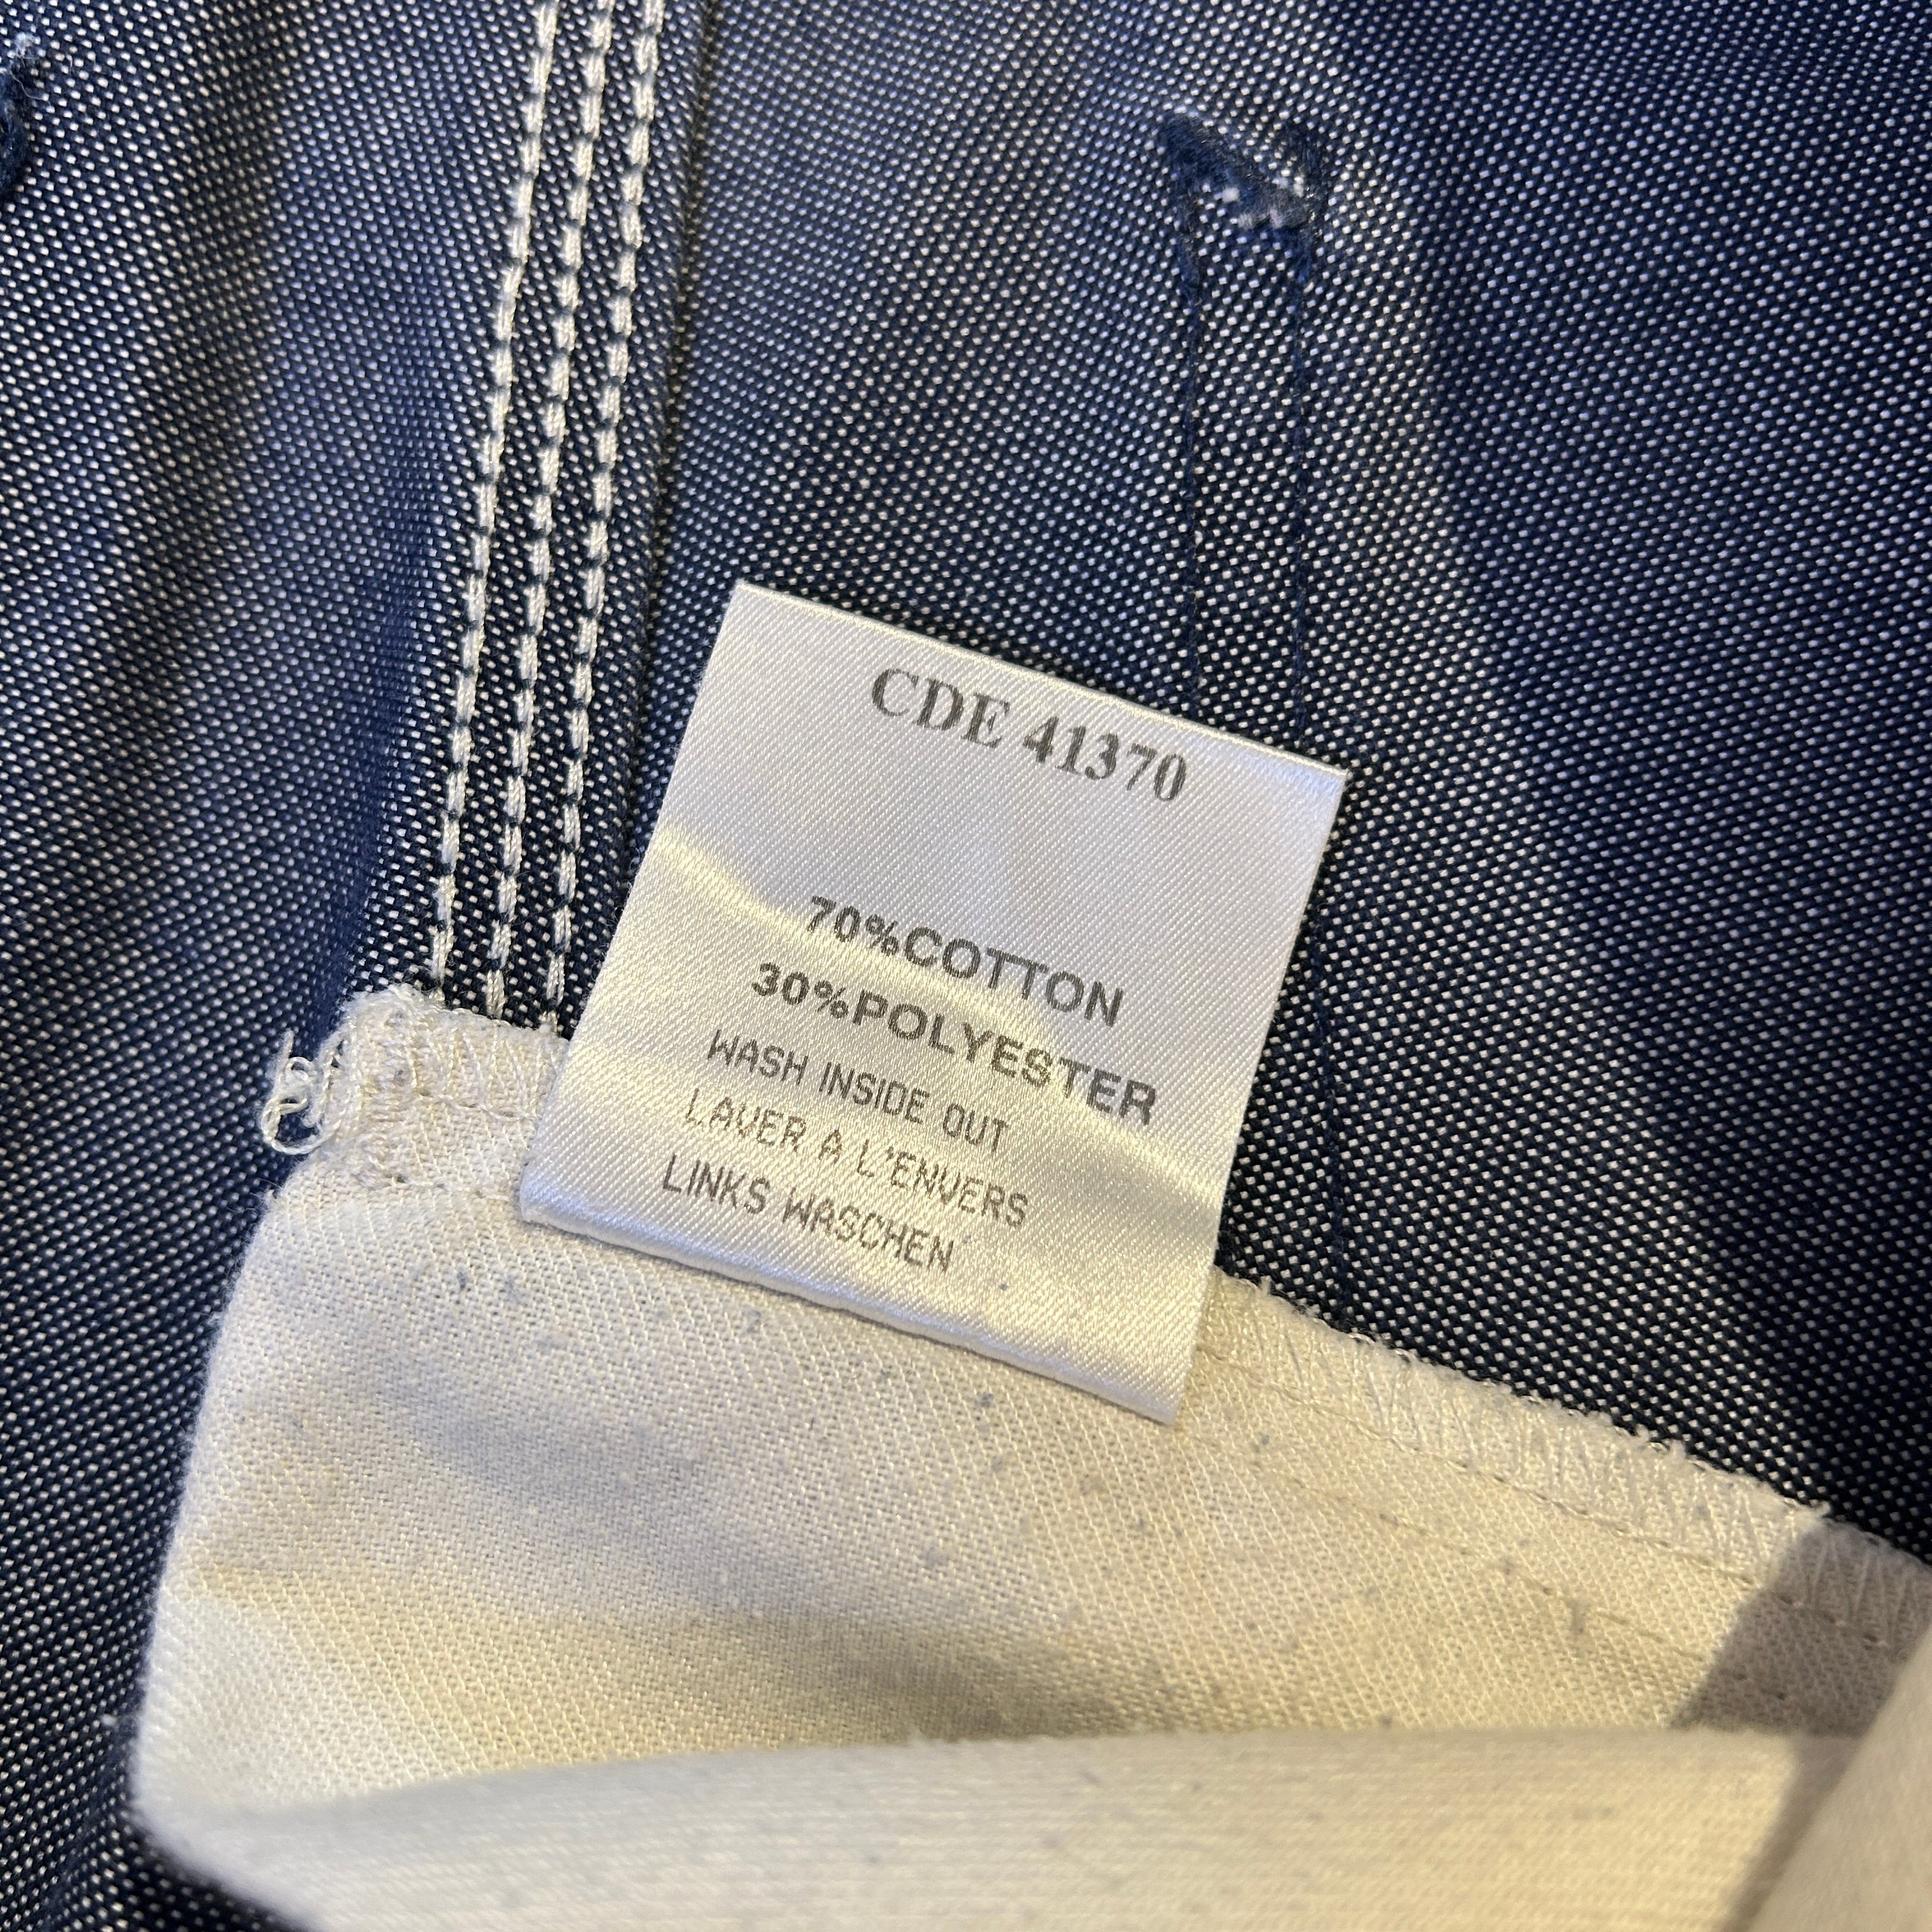 CDE 41370
70%COTTON
30%POLYESTER
WASH INSIDE OUT
LAVER A L'ENVERS
LINKS WASCHEN